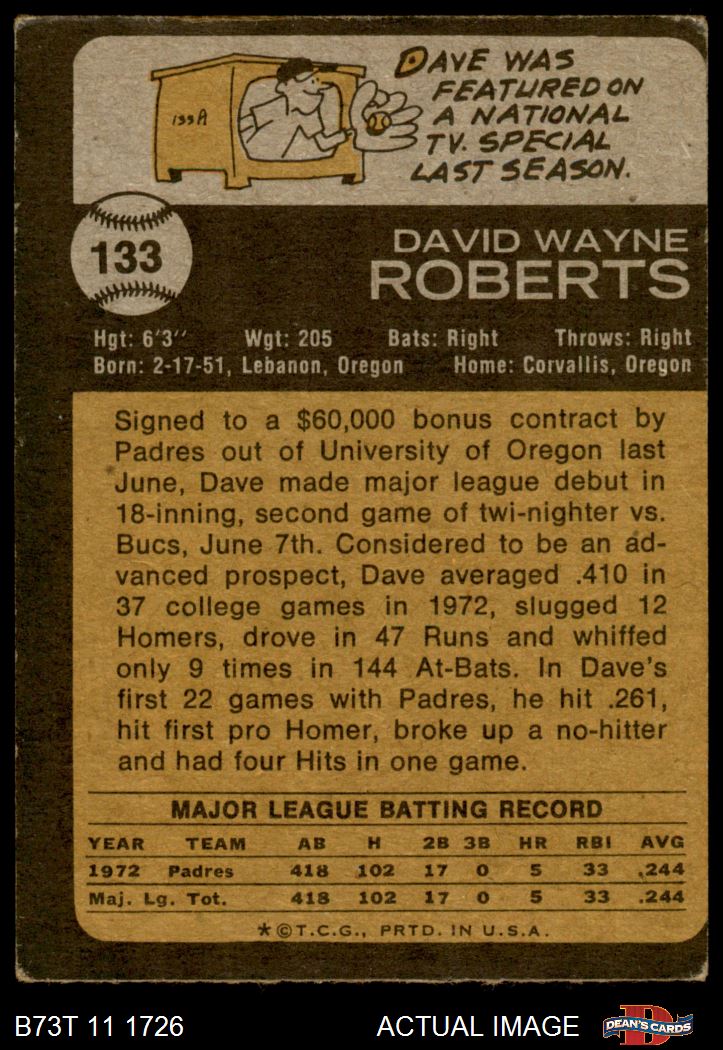 DAVE WAS
FEATURED ON
A NATIONAL
TV. SPECIAL
LAST SEASON.
133
DAVID WAYNE
ROBERTS
Hgt: 6'3" Wgt: 205 Bats: Right Throws: Right
Born: 2-17-51, Lebanon, Oregon Home: Corvallis, Oregon
Signed to a $60,000 bonus contract by
Padres out of University of Oregon last
June, Dave made major league debut in
18-inning, second game of twi-nighter vs.
Bucs, June 7th. Considered to be an ad-
vanced prospect, Dave averaged .410 in
37 college games in 1972, slugged 12
Homers, drove in 47 Runs and whiffed
only 9 times in 144 At-Bats. In Dave's
first 22 games with Padres, he hit .261,
hit first pro Homer, broke up a no-hitter
and had four Hits in one game.
MAJOR LEAGUE BATTING RECORD
YEAR TEAM AB H 2B 3B HR RBI AVG
1972 Padres 418 102 17 0 5 33 .244
Maj. Lg. Tot. 418 102 17 0 5 33 .244
*©T.C.G., PRTD. IN U.S.A.
B73T 11 1726 ACTUAL IMAGE DEAN'S CARDS